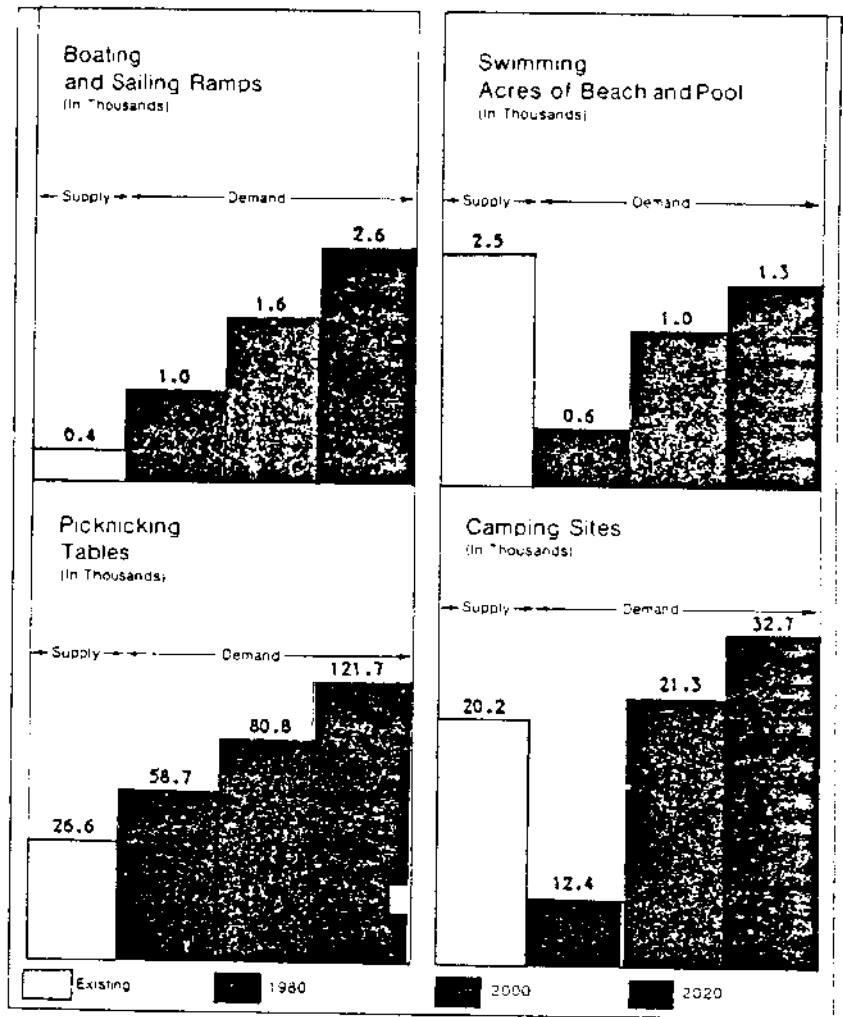 Boating
and Sailing Ramps
(In Thousands)
Supply
Demand
0.4
1.0
1.6
2.6
Swimming
Acres of Beach and Pool
(In Thousands)
Supply
Demand
2.5
0.6
1.0
1.3
Picknicking
Tables
(In Thousands)
Supply
Demand
26.6
58.7
80.8
121.7
Camping Sites
(In Thousands)
Supply
Demand
20.2
12.4
21.3
32.7
Existing
1980
2000
2020